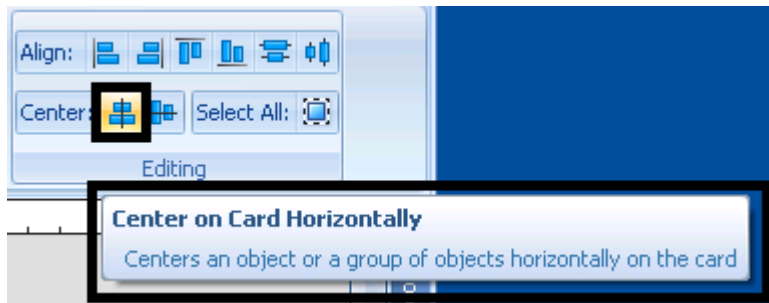 Align:
Center: Select All:
Editing
Center on Card Horizontally
Centers an object or a group of objects horizontally on the card